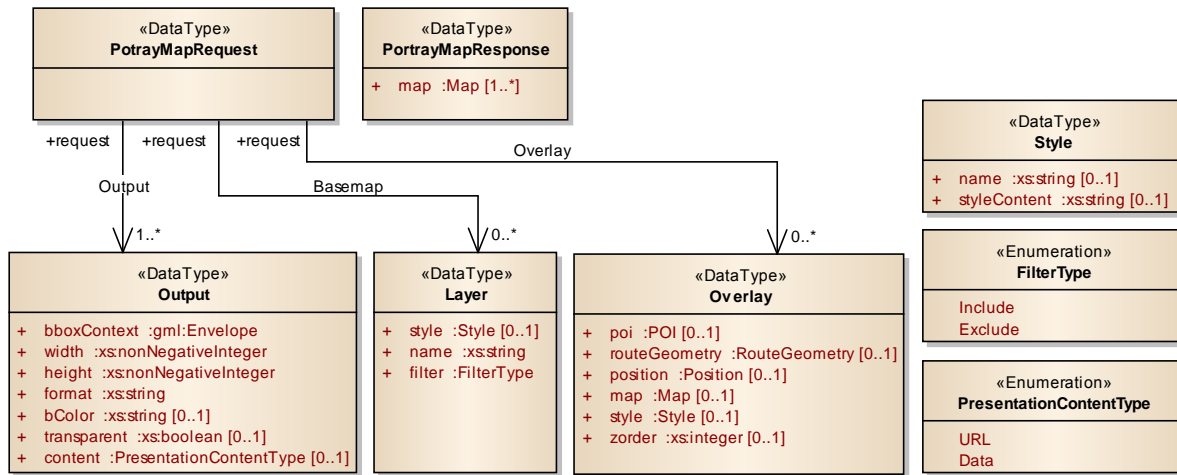 «DataType»
PotrayMapRequest
«DataType»
PortrayMapResponse
+ map :Map [1..*]
+request
+request
+request
Output
Basemap
Overlay
1..*
0..*
0..*
«DataType»
Output
+ bboxContext :gml:Envelope
+ width :xs:nonNegativeInteger
+ height :xs:nonNegativeInteger
+ format :xs:string
+ bColor :xs:string [0..1]
+ transparent :xs:boolean [0..1]
+ content :PresentationContentType [0..1]
«DataType»
Layer
+ style :Style [0..1]
+ name :xs:string
+ filter :FilterType
«DataType»
Overlay
+ poi :POI [0..1]
+ routeGeometry :RouteGeometry [0..1]
+ position :Position [0..1]
+ map :Map [0..1]
+ style :Style [0..1]
+ zorder :xs:integer [0..1]
«DataType»
Style
+ name :xs:string [0..1]
+ styleContent :xs:string [0..1]
«Enumeration»
FilterType
Include
Exclude
«Enumeration»
PresentationContentType
URL
Data